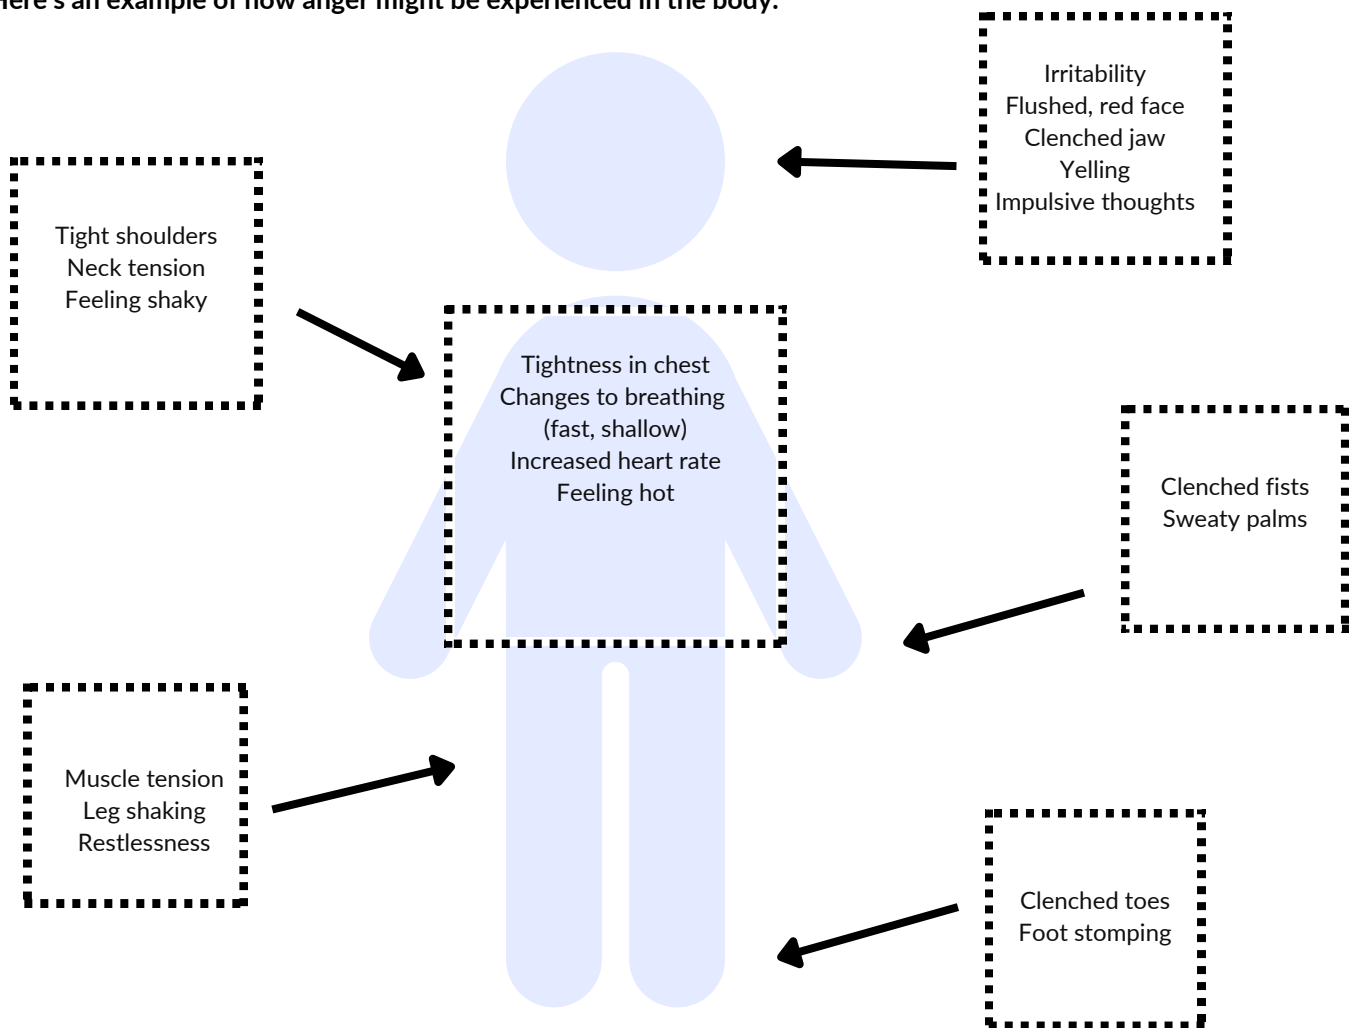 Here's an example of how anger might be experienced in the body:
Irritability
Flushed, red face
Clenched jaw
Yelling
Impulsive thoughts
Tight shoulders
Neck tension
Feeling shaky
Tightness in chest
Changes to breathing
(fast, shallow)
Increased heart rate
Feeling hot
Clenched fists
Sweaty palms
Muscle tension
Leg shaking
Restlessness
Clenched toes
Foot stomping